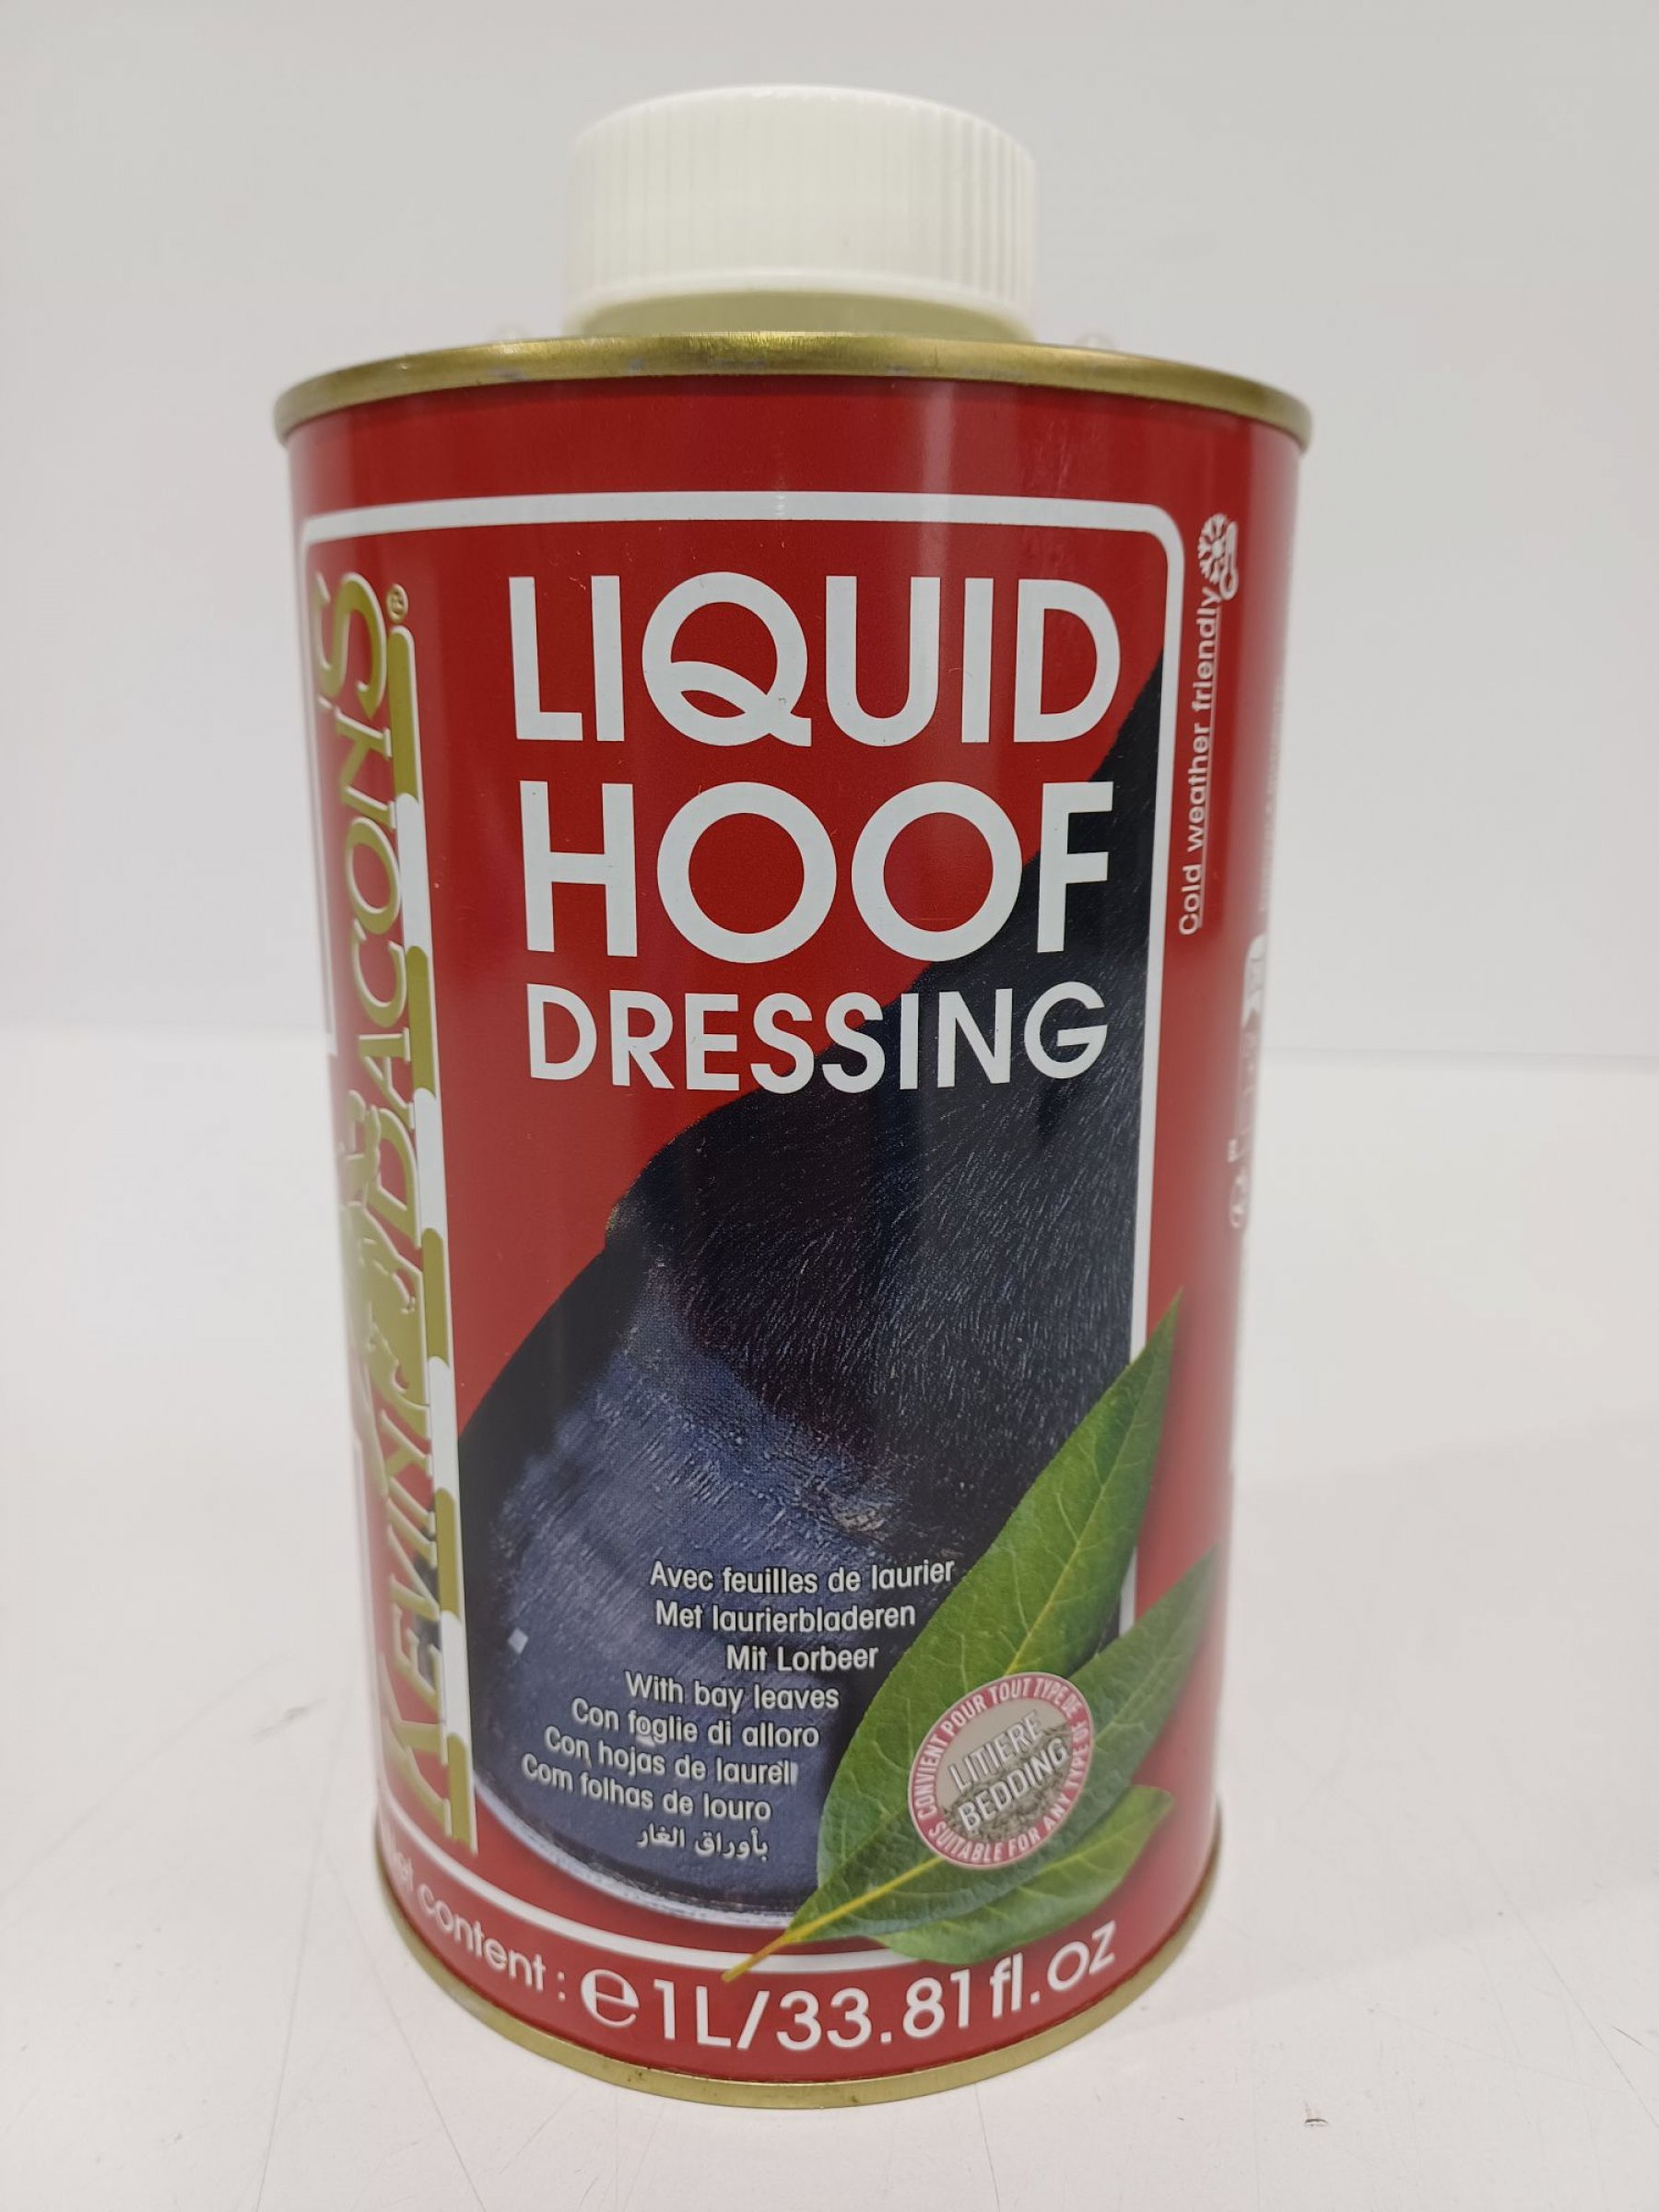 KEVIN BACON'S®
LIQUID
HOOF
DRESSING
Cold weather friendly
Avec feuilles de laurier
Met laurierbladeren
Mit Lorbeer
With bay leaves
Con foglie di alloro
Con hojas de laurell
Com folhas de louro
بأوراق الغار
CONVIENT POUR TOUT TYPE DE
LITIERE
BEDDING
SUITABLE FOR ANY TYPE OF
content : ℮ 1L/33.81 fl.oz